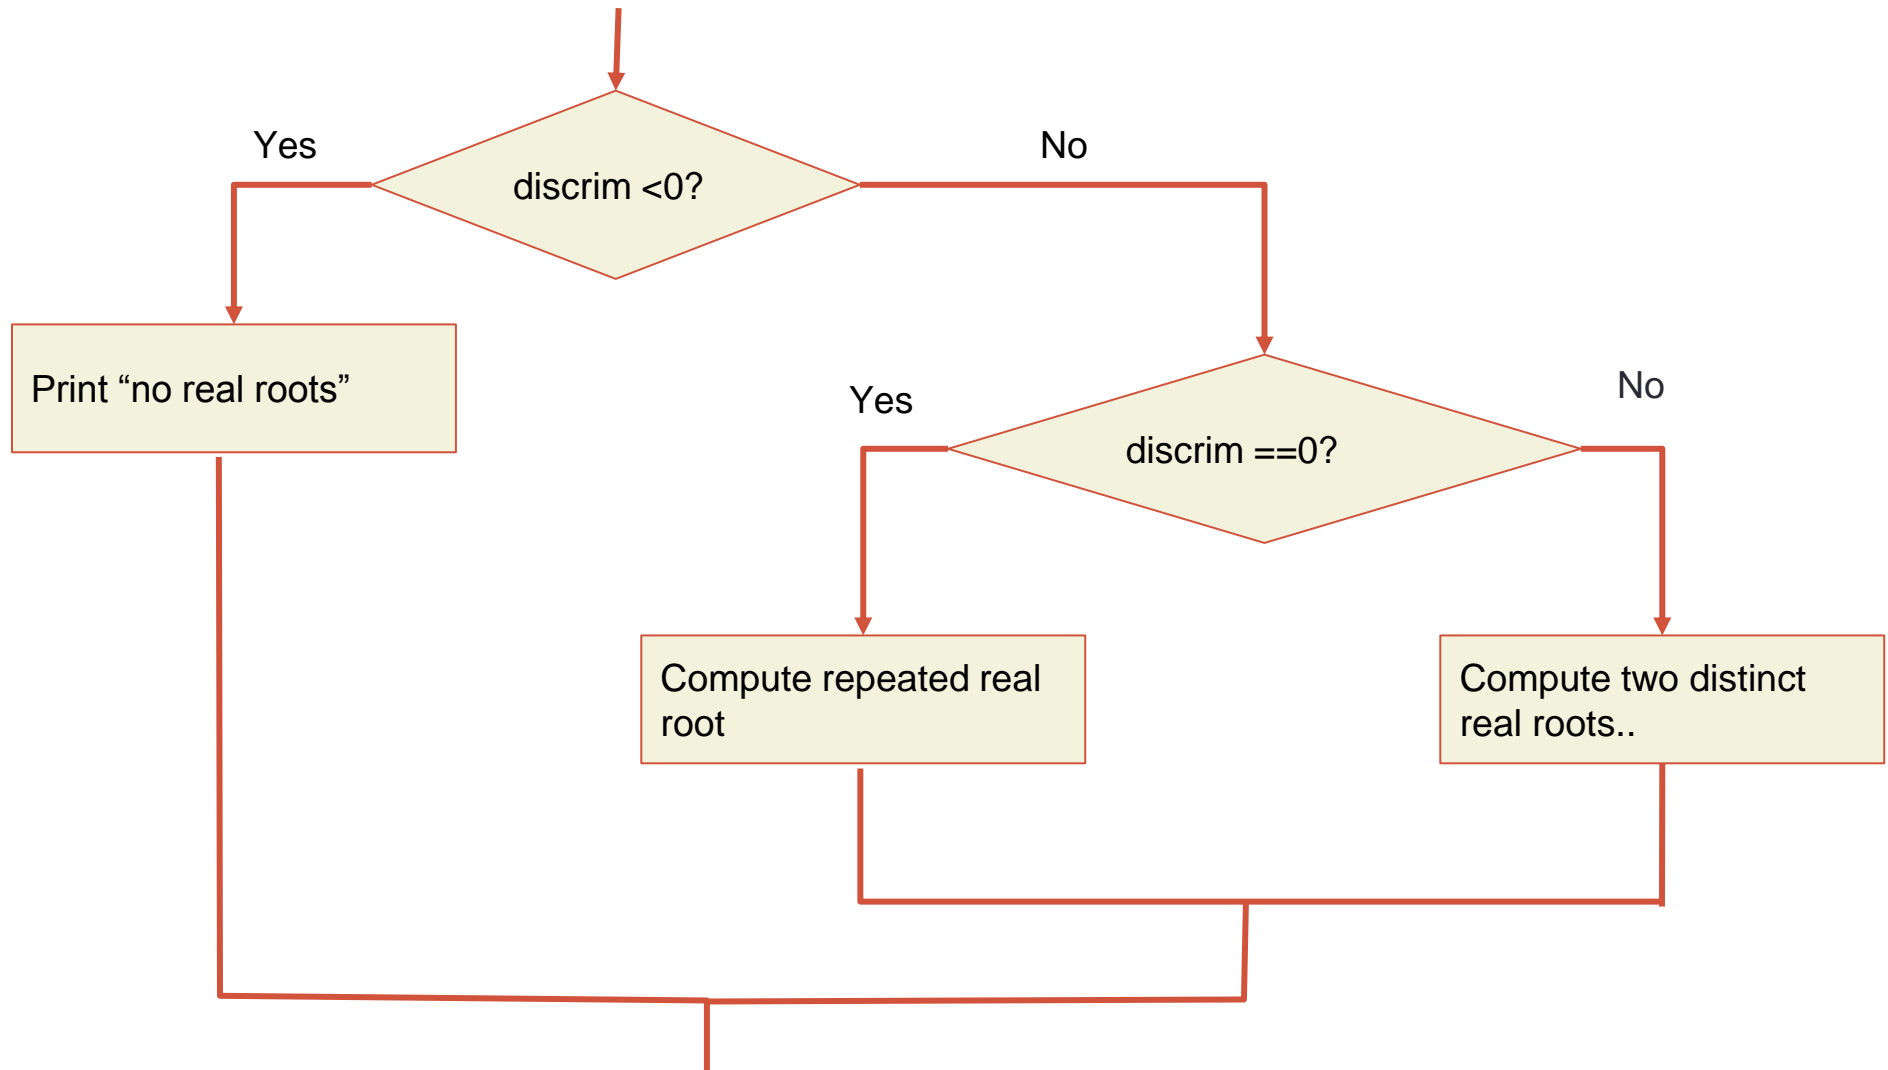 Yes
No
discrim <0?
Print “no real roots”
Yes
No
discrim ==0?
Compute repeated real
root
Compute two distinct
real roots..